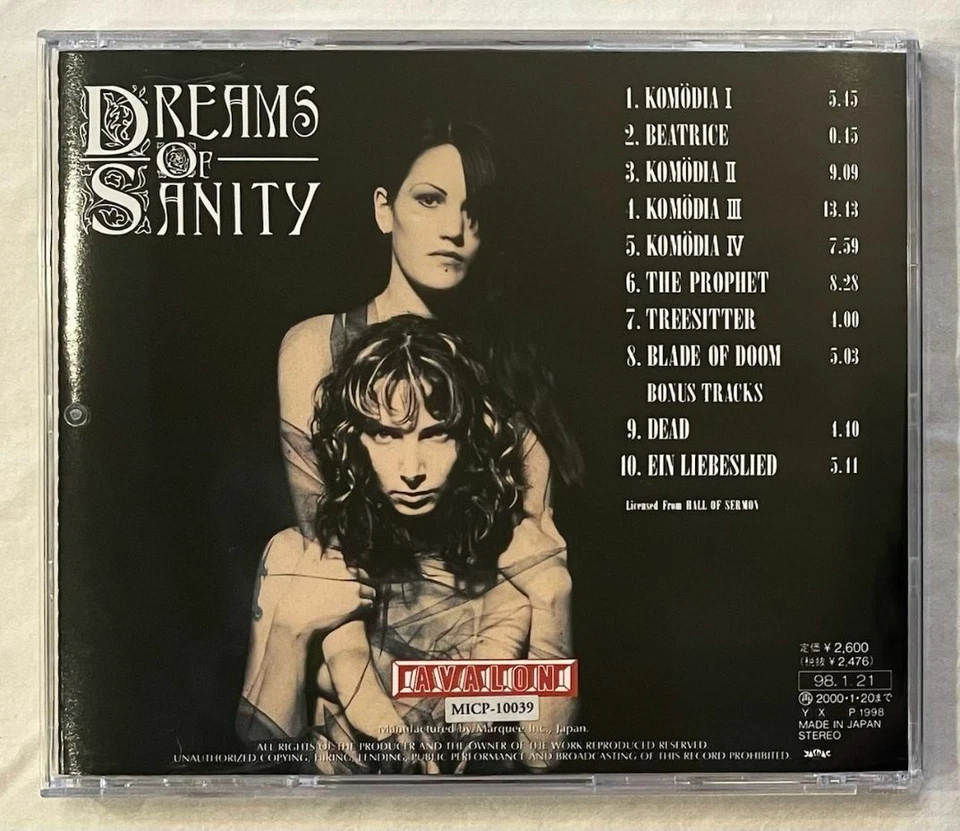 DREAMS
OF
SANITY
1. KOMÖDIA I 5.45
2. BEATRICE 0.45
3. KOMÖDIA II 9.09
4. KOMÖDIA III 13.43
5. KOMÖDIA IV 7.59
6. THE PROPHET 8.28
7. TREESITTER 4.00
8. BLADE OF DOOM 5.03
BONUS TRACKS
9. DEAD 4.40
10. EIN LIEBESLIED 5.41
Licensed From HALL OF SERMON
AVALON
MICP-10039
Manufactured by Marquee Inc., Japan.
ALL RIGHTS OF THE PRODUCER AND THE OWNER OF THE WORK REPRODUCED RESERVED
UNAUTHORIZED COPYING, HIRING, LENDING, PUBLIC PERFORMANCE AND BROADCASTING OF THIS RECORD PROHIBITED.
定価 ¥2,600
(税抜 ¥2,476)
98.1.21
再 2000・1・20まで
Y X P.1998
MADE IN JAPAN
STEREO